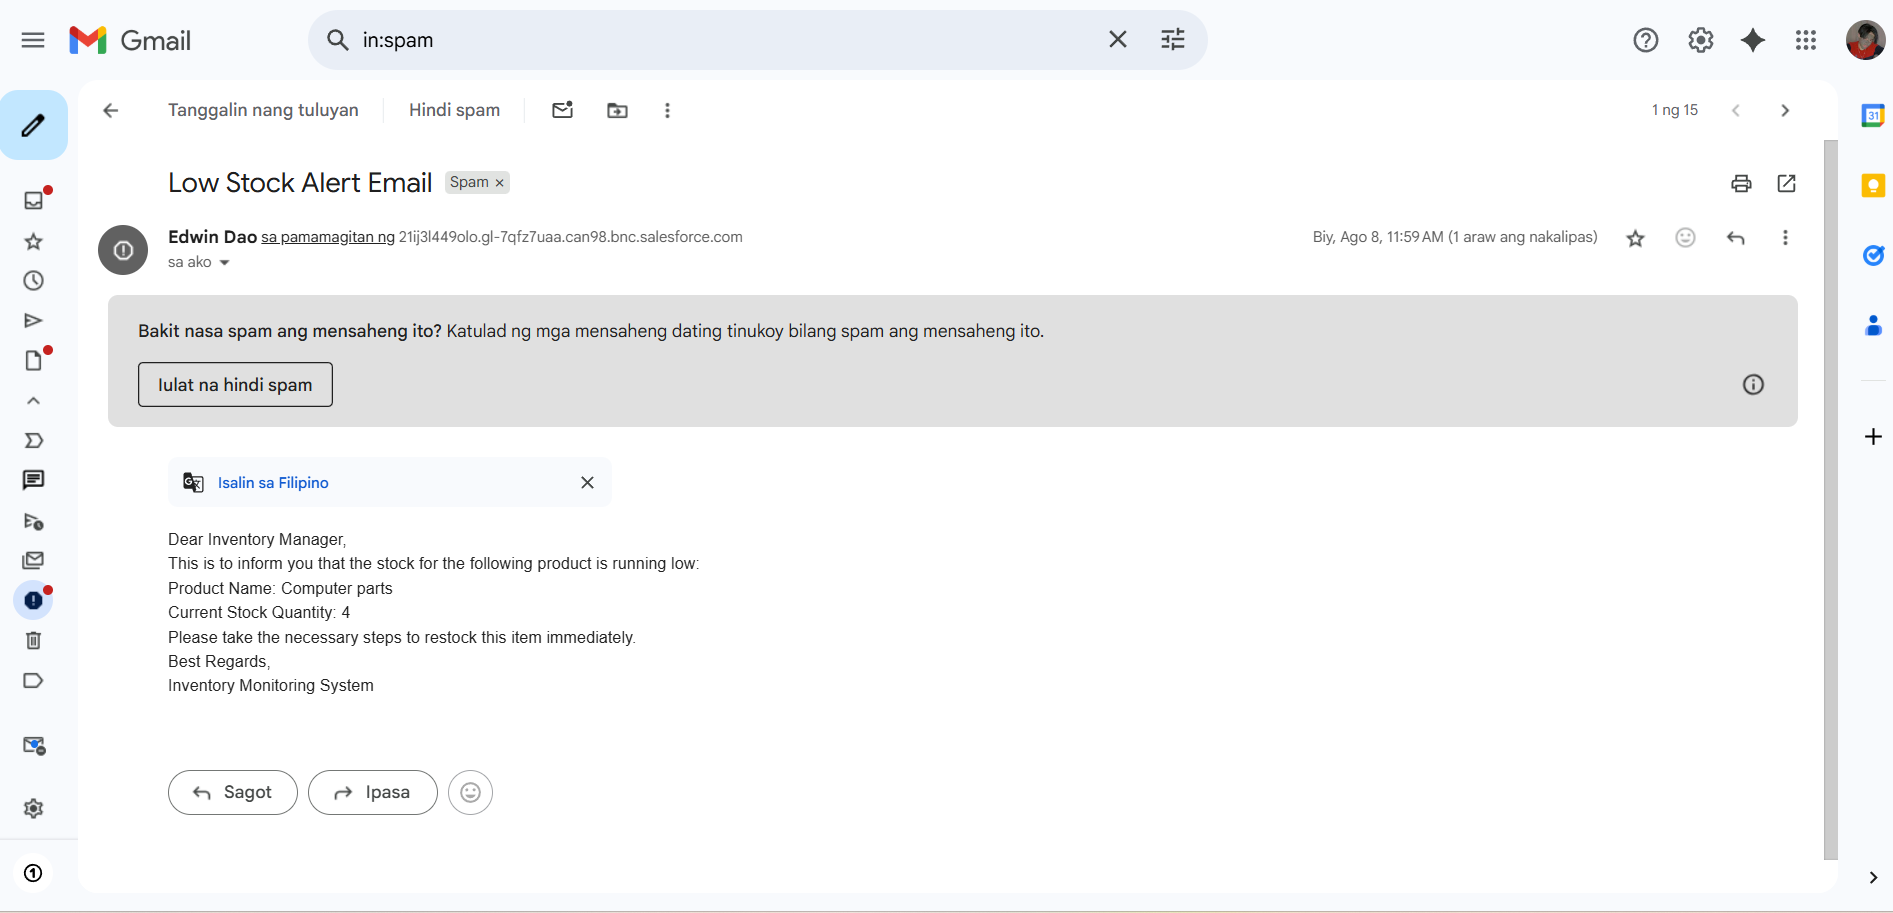 Gmail
in:spam
Tanggalin nang tuluyan
Hindi spam
1 ng 15
Low Stock Alert Email
Spam ×
Edwin Dao sa pamamagitan ng 21ij3l449olo.gl-7qfz7uaa.can98.bnc.salesforce.com
Biy, Ago 8, 11:59 AM (1 araw ang nakalipas)
sa ako
Bakit nasa spam ang mensaheng ito? Katulad ng mga mensaheng dating tinukoy bilang spam ang mensaheng ito.
Iulat na hindi spam
Isalin sa Filipino
Dear Inventory Manager,
This is to inform you that the stock for the following product is running low:
Product Name: Computer parts
Current Stock Quantity: 4
Please take the necessary steps to restock this item immediately.
Best Regards,
Inventory Monitoring System
Sagot
Ipasa
31
1